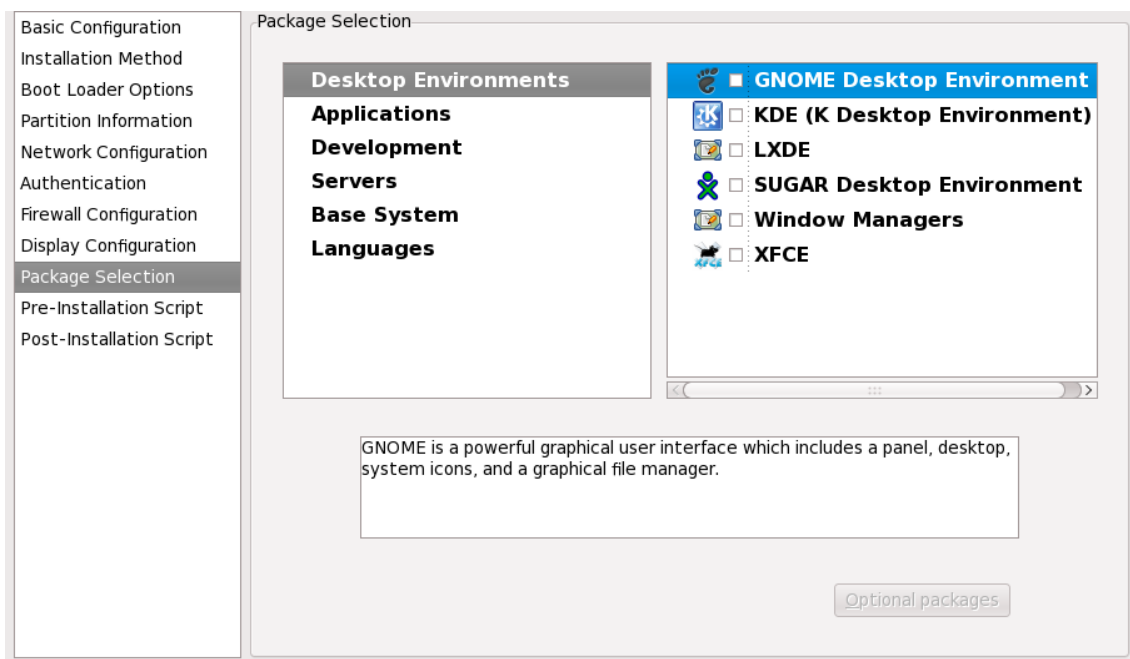 Basic Configuration
Installation Method
Boot Loader Options
Partition Information
Network Configuration
Authentication
Firewall Configuration
Display Configuration
Package Selection
Pre-Installation Script
Post-Installation Script
Package Selection
Desktop Environments
Applications
Development
Servers
Base System
Languages
GNOME Desktop Environment
KDE (K Desktop Environment)
LXDE
SUGAR Desktop Environment
Window Managers
XFCE
XFCE
GNOME is a powerful graphical user interface which includes a panel, desktop,
system icons, and a graphical file manager.
Optional packages